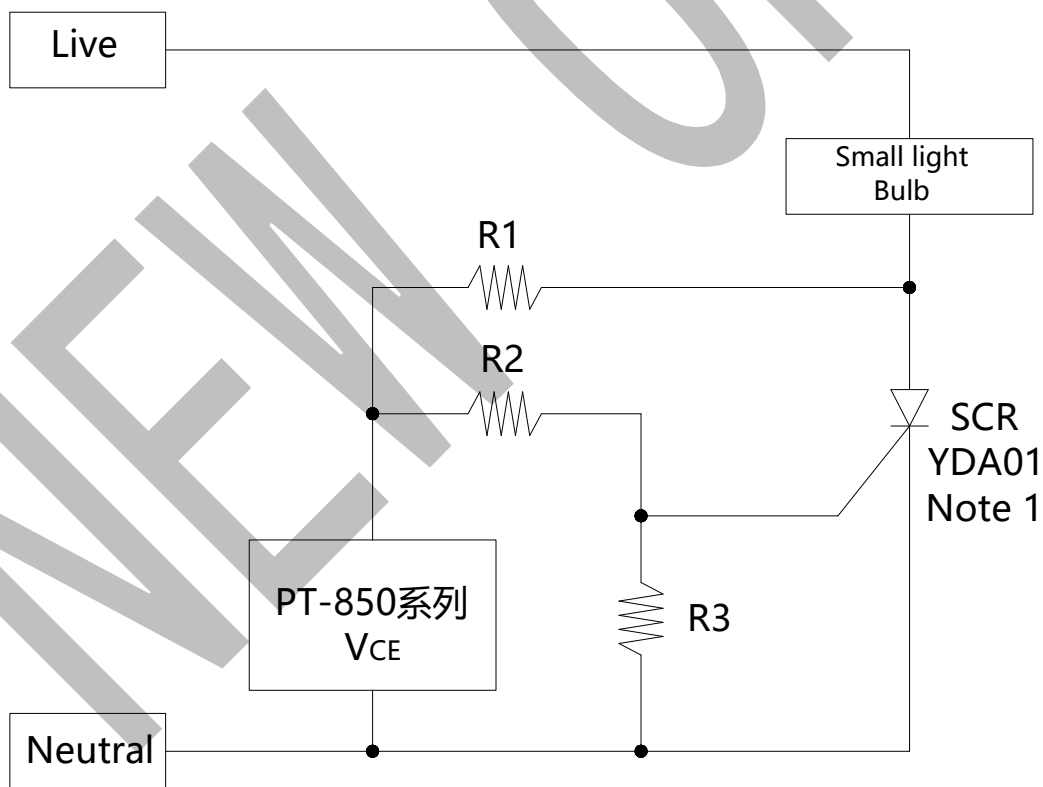 Live
Small light
Bulb
R1
R2
SCR
YDA01
Note 1
PT-850系列
VCE
R3
Neutral
NEW